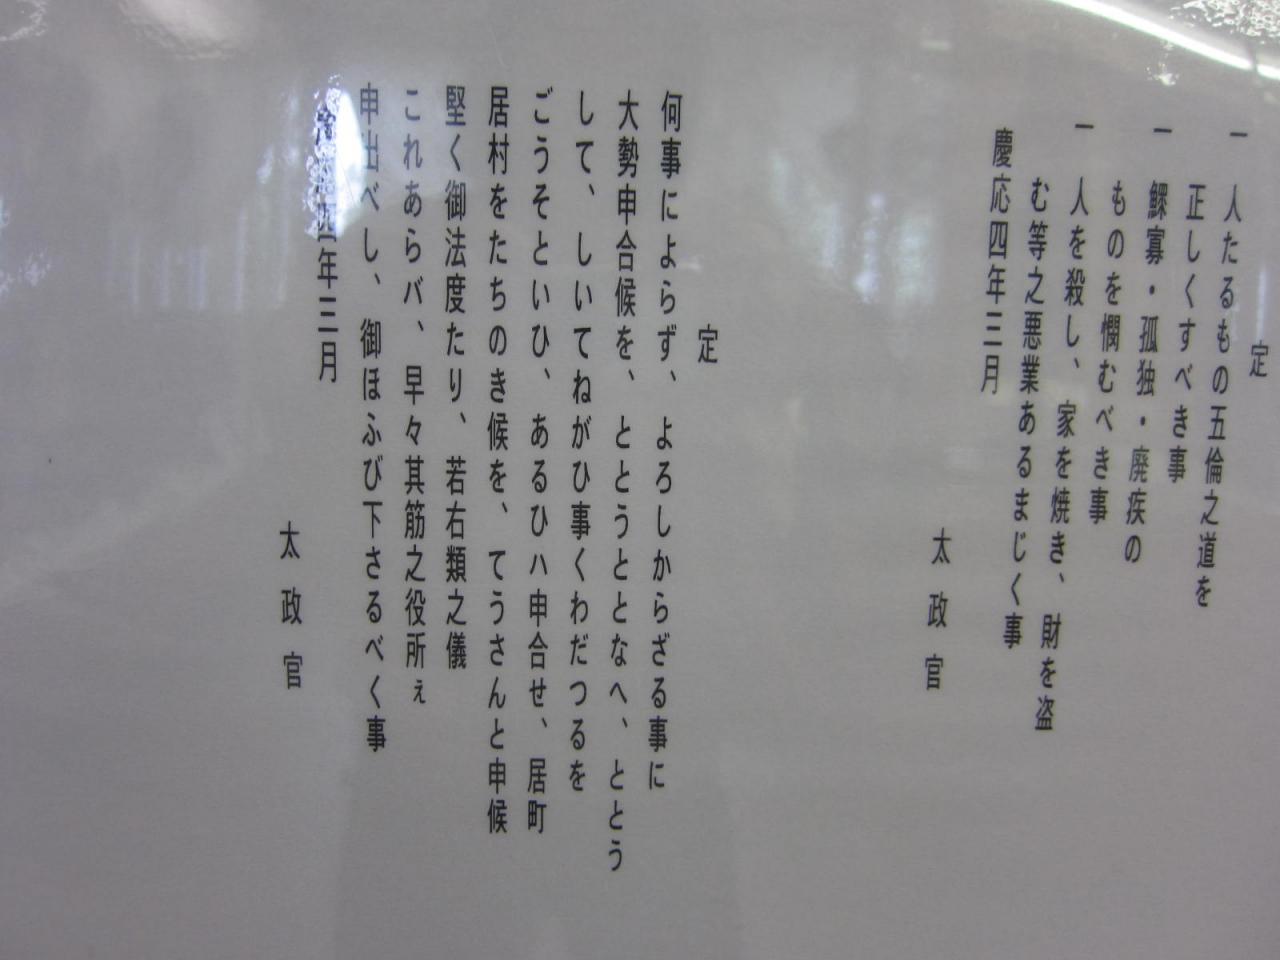 定
一 人たるもの五倫之道を
正しくすべき事
一 鰥寡・孤独・廃疾の
ものを憫むべき事
一 人を殺し、家を焼き、財を盗
む等之悪業あるまじく事
慶応四年三月
太政官
定
何事によらず、よろしからざる事に
大勢申合候を、ととうととなへ、ととう
して、しいてねがひ事くわだつるを
ごうそといひ、あるひハ申合せ、居町
居村をたちのき候を、てうさんと申候
堅く御法度たり、若右類之儀
これあらバ、早々其筋之役所ぇ
申出べし、御ほふび下さるべく事
四年三月
太政官